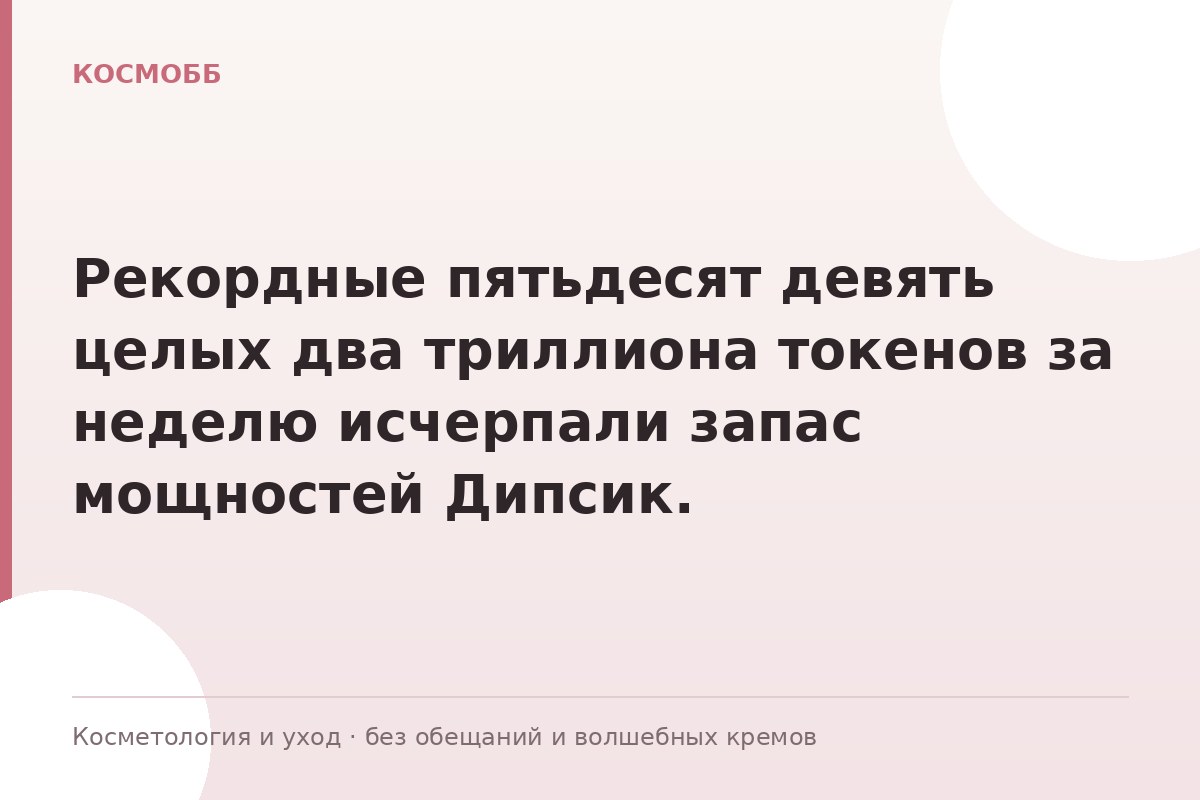 КОСМОББ
Рекордные пятьдесят девять
целых два триллиона токенов за
неделю исчерпали запас
мощностей Дипсик.
Косметология и уход · без обещаний и волшебных кремов